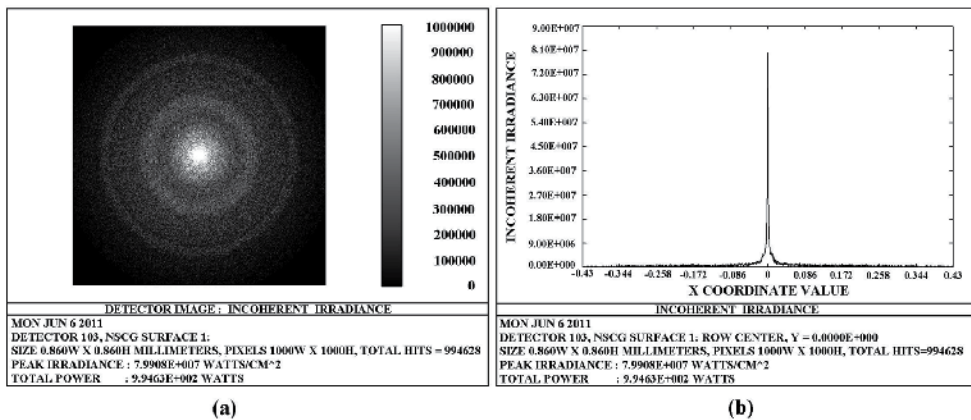 1000000
900000
800000
700000
600000
500000
400000
300000
200000
100000
0
DETECTOR IMAGE : INCOHERENT IRRADIANCE
MON JUN 6 2011
DETECTOR 103, NSCG SURFACE 1:
SIZE 0.860W X 0.860H MILLIMETERS, PIXELS 1000W X 1000H, TOTAL HITS = 994628
PEAK IRRADIANCE : 7.9908E+007 WATTS/CM^2
TOTAL POWER : 9.9463E+002 WATTS
(a)
INCOHERENT IRRADIANCE
9.00E+007
8.10E+007
7.20E+007
6.30E+007
5.40E+007
4.50E+007
3.60E+007
2.70E+007
1.80E+007
9.00E+006
0.00E+000
-0.43 -0.344 -0.258 -0.172 -0.086 0 0.086 0.172 0.258 0.344 0.43
X COORDINATE VALUE
INCOHERENT IRRADIANCE
MON JUN 6 2011
DETECTOR 103, NSCG SURFACE 1: ROW CENTER, Y = 0.0000E+000
SIZE 0.860W X 0.860H MILLIMETERS, PIXELS 1000W X 1000H, TOTAL HITS=994628
PEAK IRRADIANCE : 7.9908E+007 WATTS/CM^2
TOTAL POWER : 9.9463E+002 WATTS
(b)